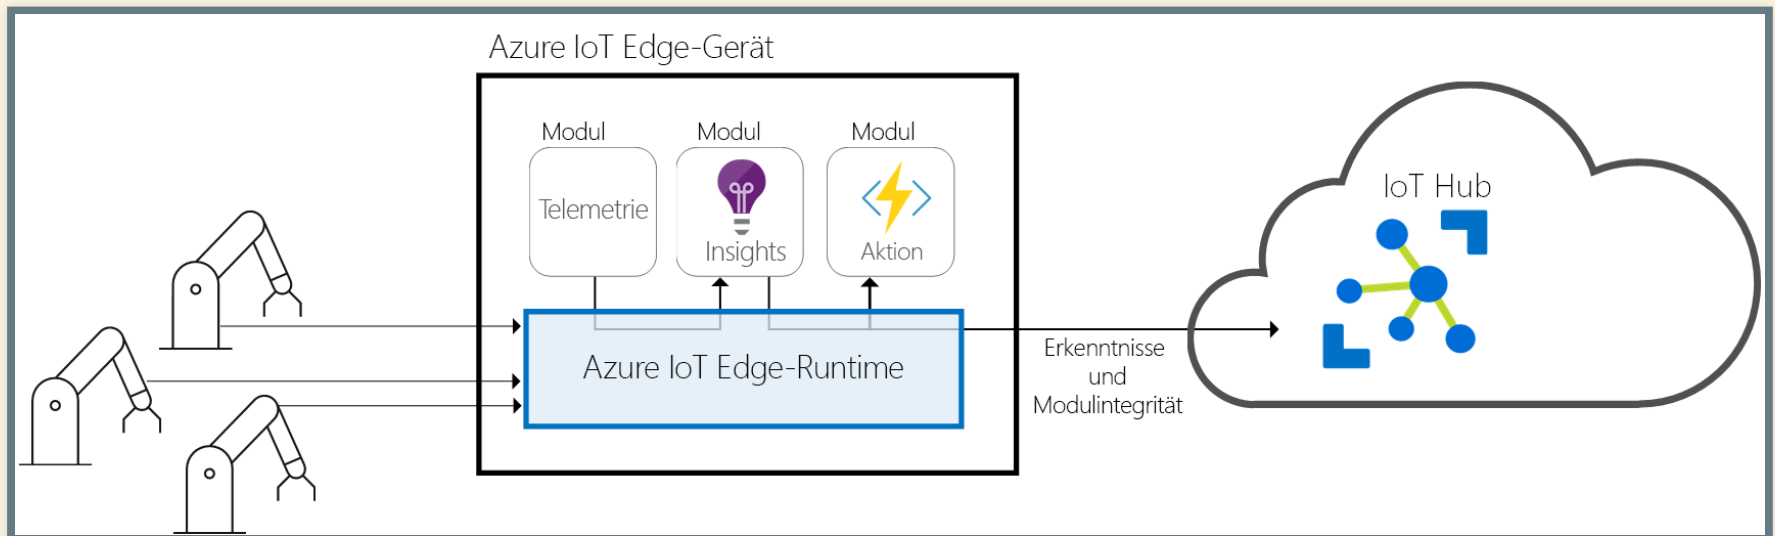 Azure IoT Edge-Gerät
Modul
Modul
Modul
Telemetrie
Insights
Aktion
Azure IoT Edge-Runtime
Erkenntnisse
und
Modulintegrität
IoT Hub